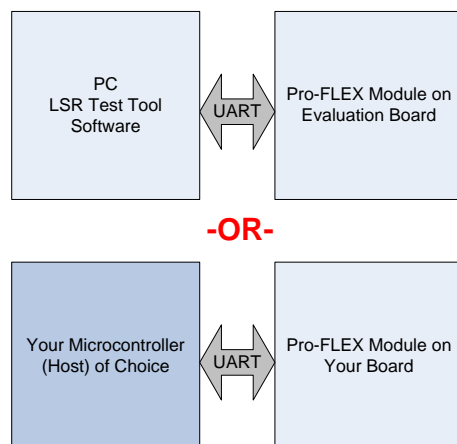 PC
LSR Test Tool
Software
UART
Pro-FLEX Module on
Evaluation Board
-OR-
Your Microcontroller
(Host) of Choice
UART
Pro-FLEX Module on
Your Board